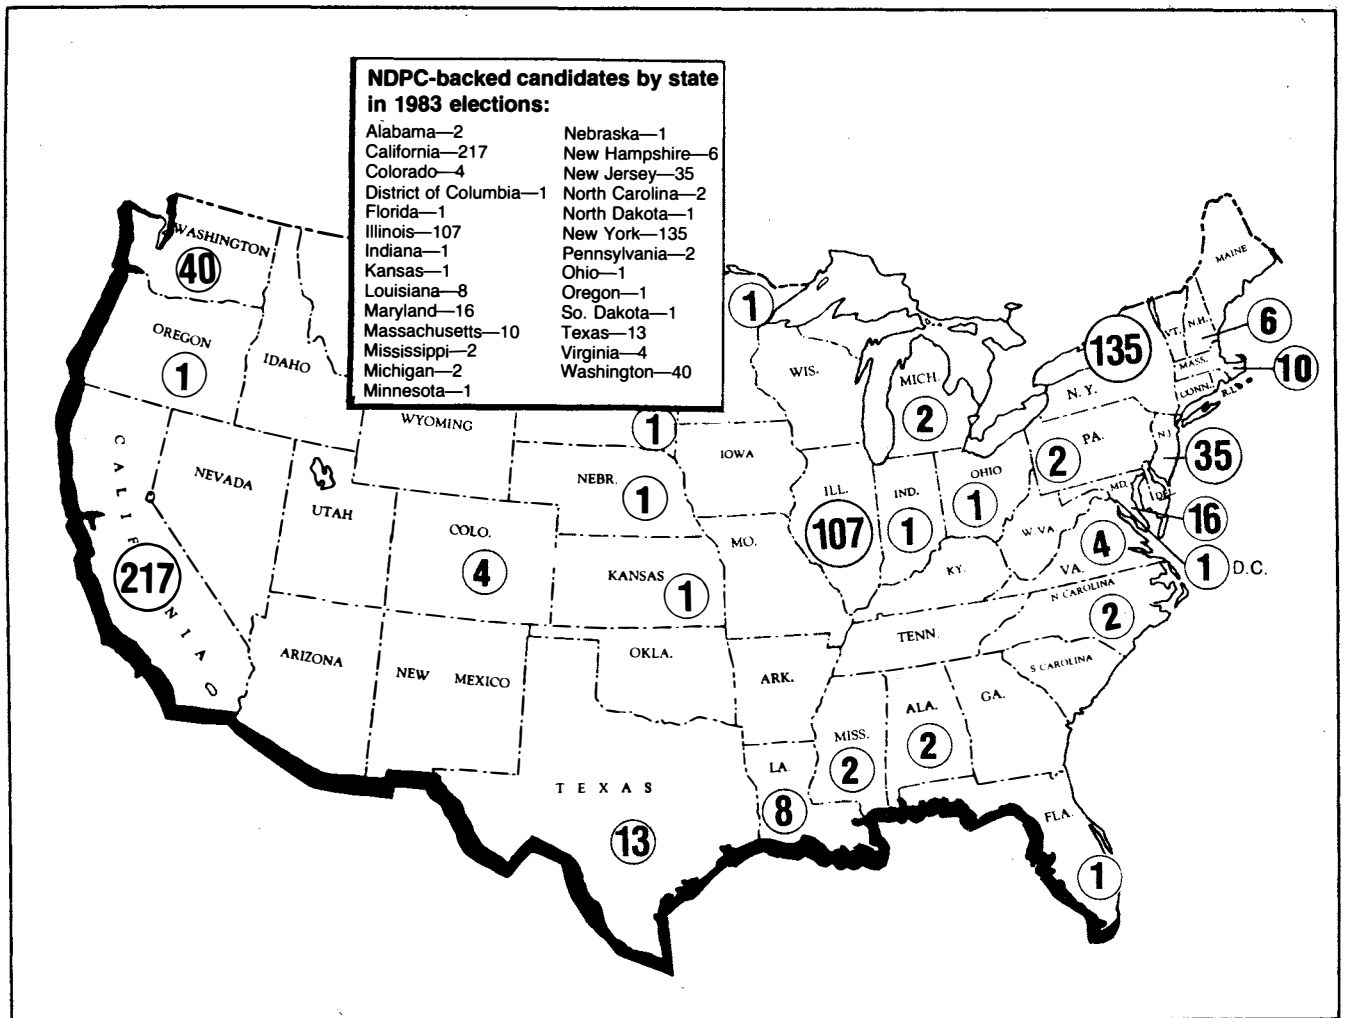 NDPC-backed candidates by state
in 1983 elections:
Alabama—2
California—217
Colorado—4
District of Columbia—1
Florida—1
Illinois—107
Indiana—1
Kansas—1
Louisiana—8
Maryland—16
Massachusetts—10
Mississippi—2
Michigan—2
Minnesota—1
Nebraska—1
New Hampshire—6
New Jersey—35
North Carolina—2
North Dakota—1
New York—135
Pennsylvania—2
Ohio—1
Oregon—1
So. Dakota—1
Texas—13
Virginia—4
Washington—40
WASHINGTON
40
OREGON
1
IDAHO
WYOMING
CALIFORNIA
217
NEVADA
UTAH
COLO.
4
ARIZONA
NEW MEXICO
1
NEBR.
1
KANSAS
1
OKLA.
TEXAS
13
1
WIS.
IOWA
MO.
ARK.
LA.
8
ILL.
107
MICH.
2
IND.
1
OHIO
1
KY.
TENN.
MISS.
2
ALA.
2
GA.
FLA.
1
S CAROLINA
N CAROLINA
2
VA.
4
W. VA
PA.
2
N. Y.
135
MAINE
VT.
N.H.
6
MASS.
10
CONN.
R.I.
N.J.
35
MD.
DE
16
1
D.C.